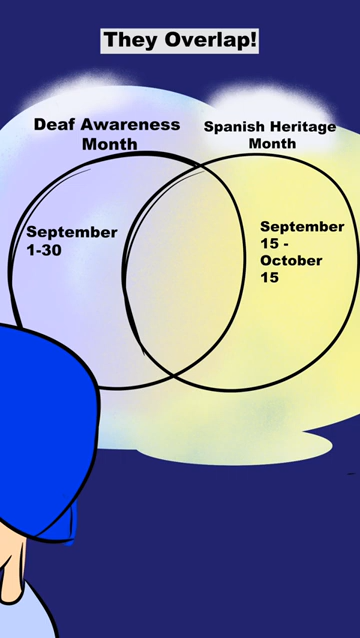 They Overlap!
Deaf Awareness
Month
Spanish Heritage
Month
September
1-30
September
15 -
October
15